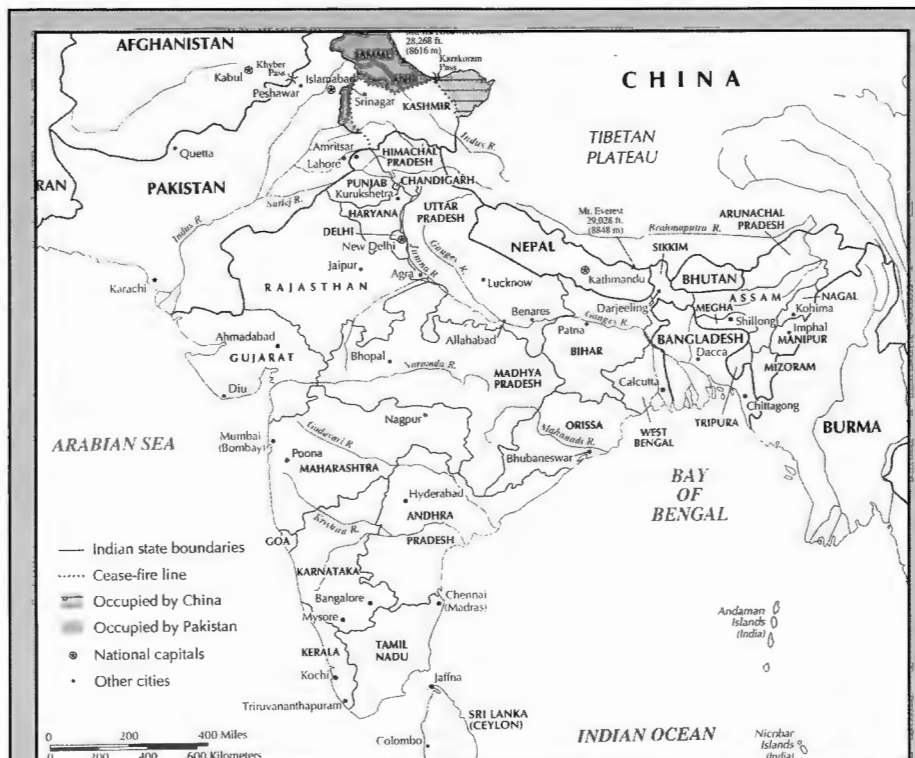 AFGHANISTAN
28,268 ft.
(8616 m)
JAMMU
AND
KASHMIR
Karakoram
Pass
CHINA
Khyber
Pass
Kabul
Islamabad
Peshawar
Srinagar
Indus R.
TIBETAN
PLATEAU
Quetta
Amritsar
Lahore
HIMACHAL
PRADESH
RAN
PAKISTAN
PUNJAB
CHANDIGARH
Kurukshetra
HARYANA
UTTAR
PRADESH
Sutlej R.
Indus R.
DELHI
New Delhi
Jumna R.
Ganges R.
Mt. Everest
29,028 ft.
(8848 m)
ARUNACHAL
PRADESH
Brahmaputra R.
NEPAL
SIKKIM
Kathmandu
BHUTAN
Jaipur
Agra
RAJASTHAN
Lucknow
Karachi
Darjeeling
ASSAM
NAGAL
MEGHA
Kohima
Shillong
Imphal
MANIPUR
Benares
Patna
Ganges R.
BANGLADESH
Dacca
Ahmadabad
GUJARAT
Allahabad
BIHAR
Bhopal
Narmada R.
MADHYA
PRADESH
MIZORAM
Diu
Calcutta
Chittagong
Nagpur
ORISSA
Mahanadi R.
WEST
BENGAL
TRIPURA
BURMA
ARABIAN SEA
Mumbai
(Bombay)
Godavari R.
Poona
MAHARASHTRA
Bhubaneswar
BAY
OF
BENGAL
Hyderabad
ANDHRA
PRADESH
Krishna R.
GOA
Indian state boundaries
Cease-fire line
Occupied by China
Occupied by Pakistan
National capitals
Other cities
KARNATAKA
Bangalore
Mysore
Chennai
(Madras)
Andaman
Islands
(India)
KERALA
TAMIL
NADU
Kochi
Jaffna
Triruvananthapuram
SRI LANKA
(CEYLON)
Colombo
INDIAN OCEAN
Nicobar
Islands
(India)
0 200 400 Miles
0 200 400 600 Kilometers